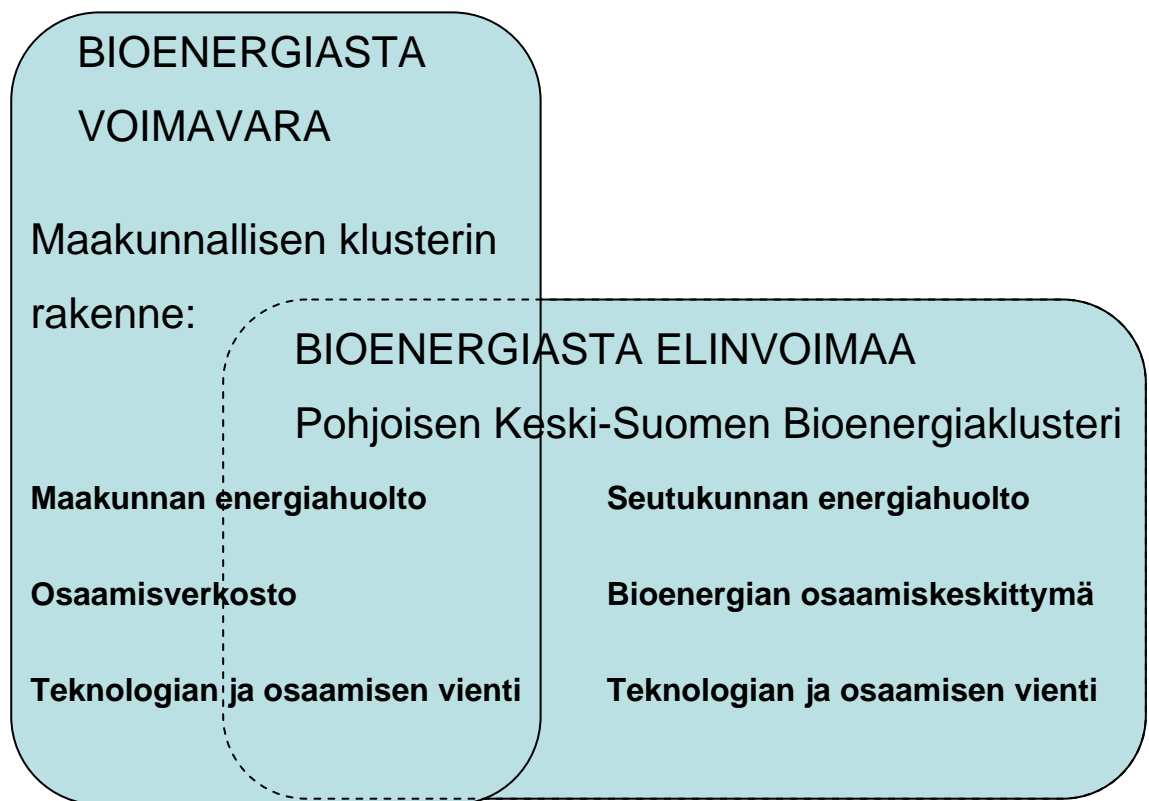 BIOENERGIASTA
VOIMAVARA
Maakunnallisen klusterin
rakenne:
BIOENERGIASTA ELINVOIMAA
Pohjoisen Keski-Suomen Bioenergiaklusteri
Maakunnan energiahuolto
Seutukunnan energiahuolto
Osaamisverkosto
Bioenergian osaamiskeskittymä
Teknologian ja osaamisen vienti
Teknologian ja osaamisen vienti